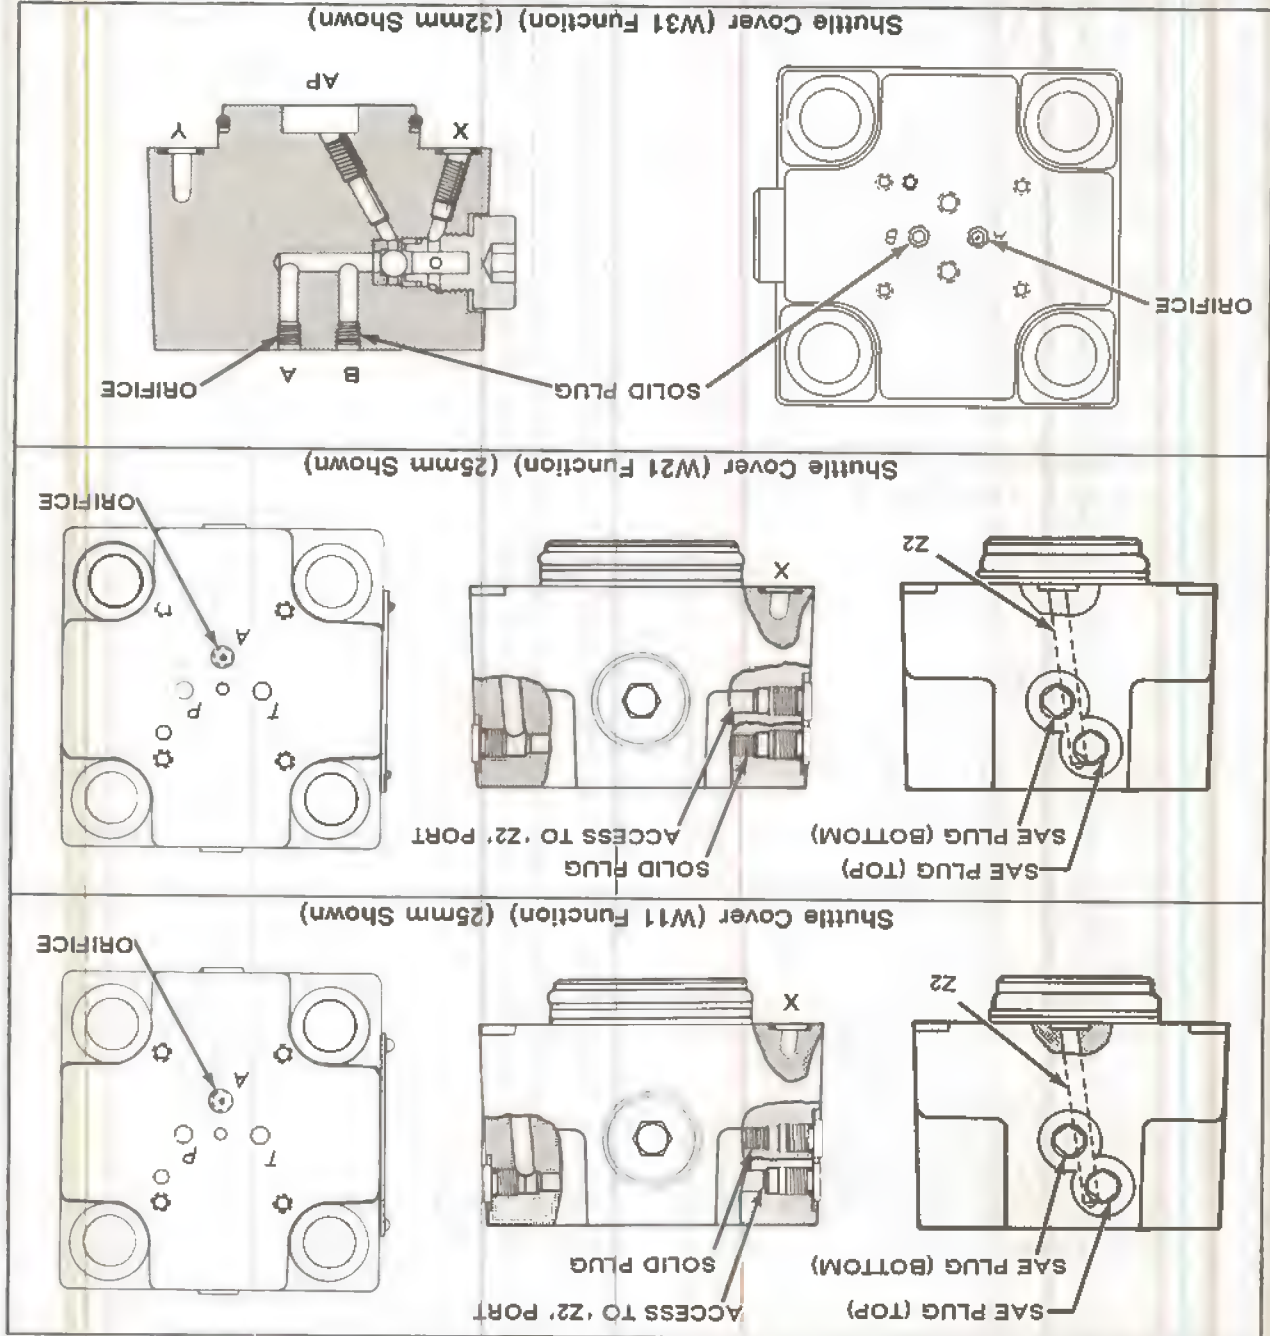 ACCESS TO 'Z2' PORT
SAE PLUG (TOP)
SOLID PLUG
SAE PLUG (BOTTOM)
P
T
A
X
Z2
ORIFICE
Shuttle Cover (W11 Function) (25mm Shown)
SOLID PLUG
SAE PLUG (TOP)
ACCESS TO 'Z2' PORT
SAE PLUG (BOTTOM)
P
T
A
X
Z2
ORIFICE
Shuttle Cover (W21 Function) (25mm Shown)
ORIFICE
SOLID PLUG
B
A
ORIFICE
A
B
X
Y
AP
Shuttle Cover (W31 Function) (32mm Shown)